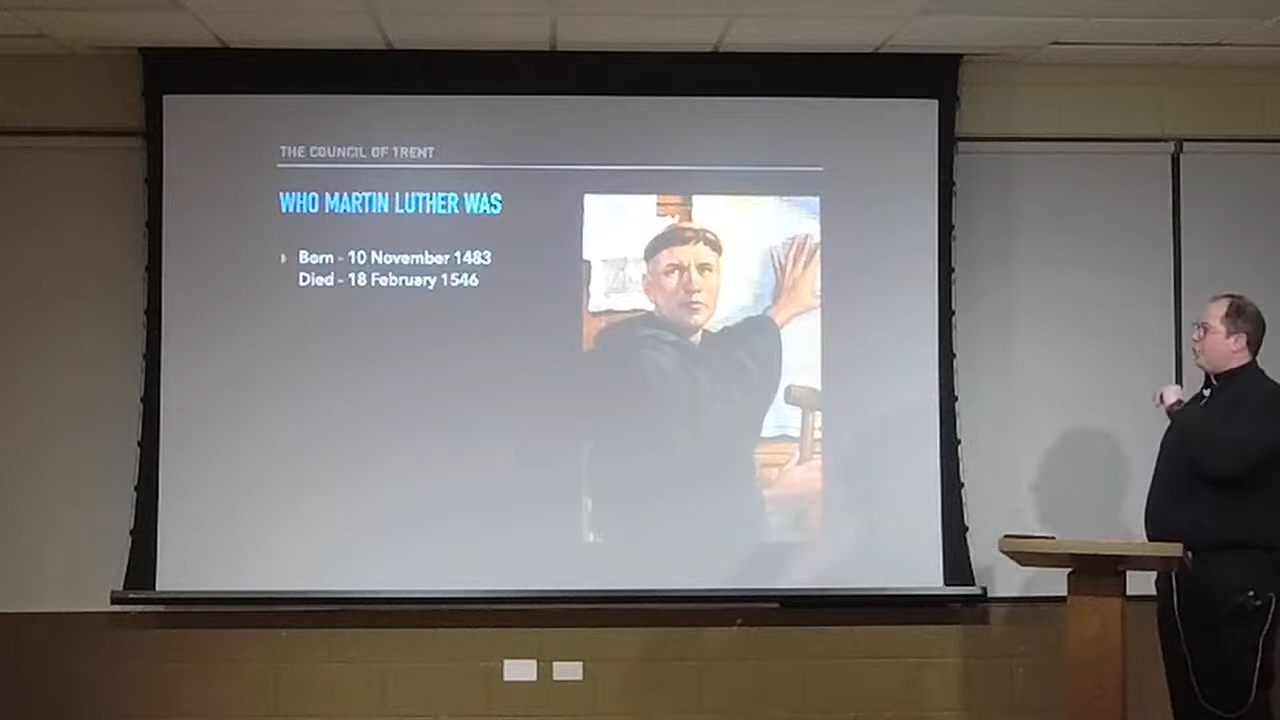 THE COUNCIL OF TRENT
WHO MARTIN LUTHER WAS
Born - 10 November 1483
Died - 18 February 1546